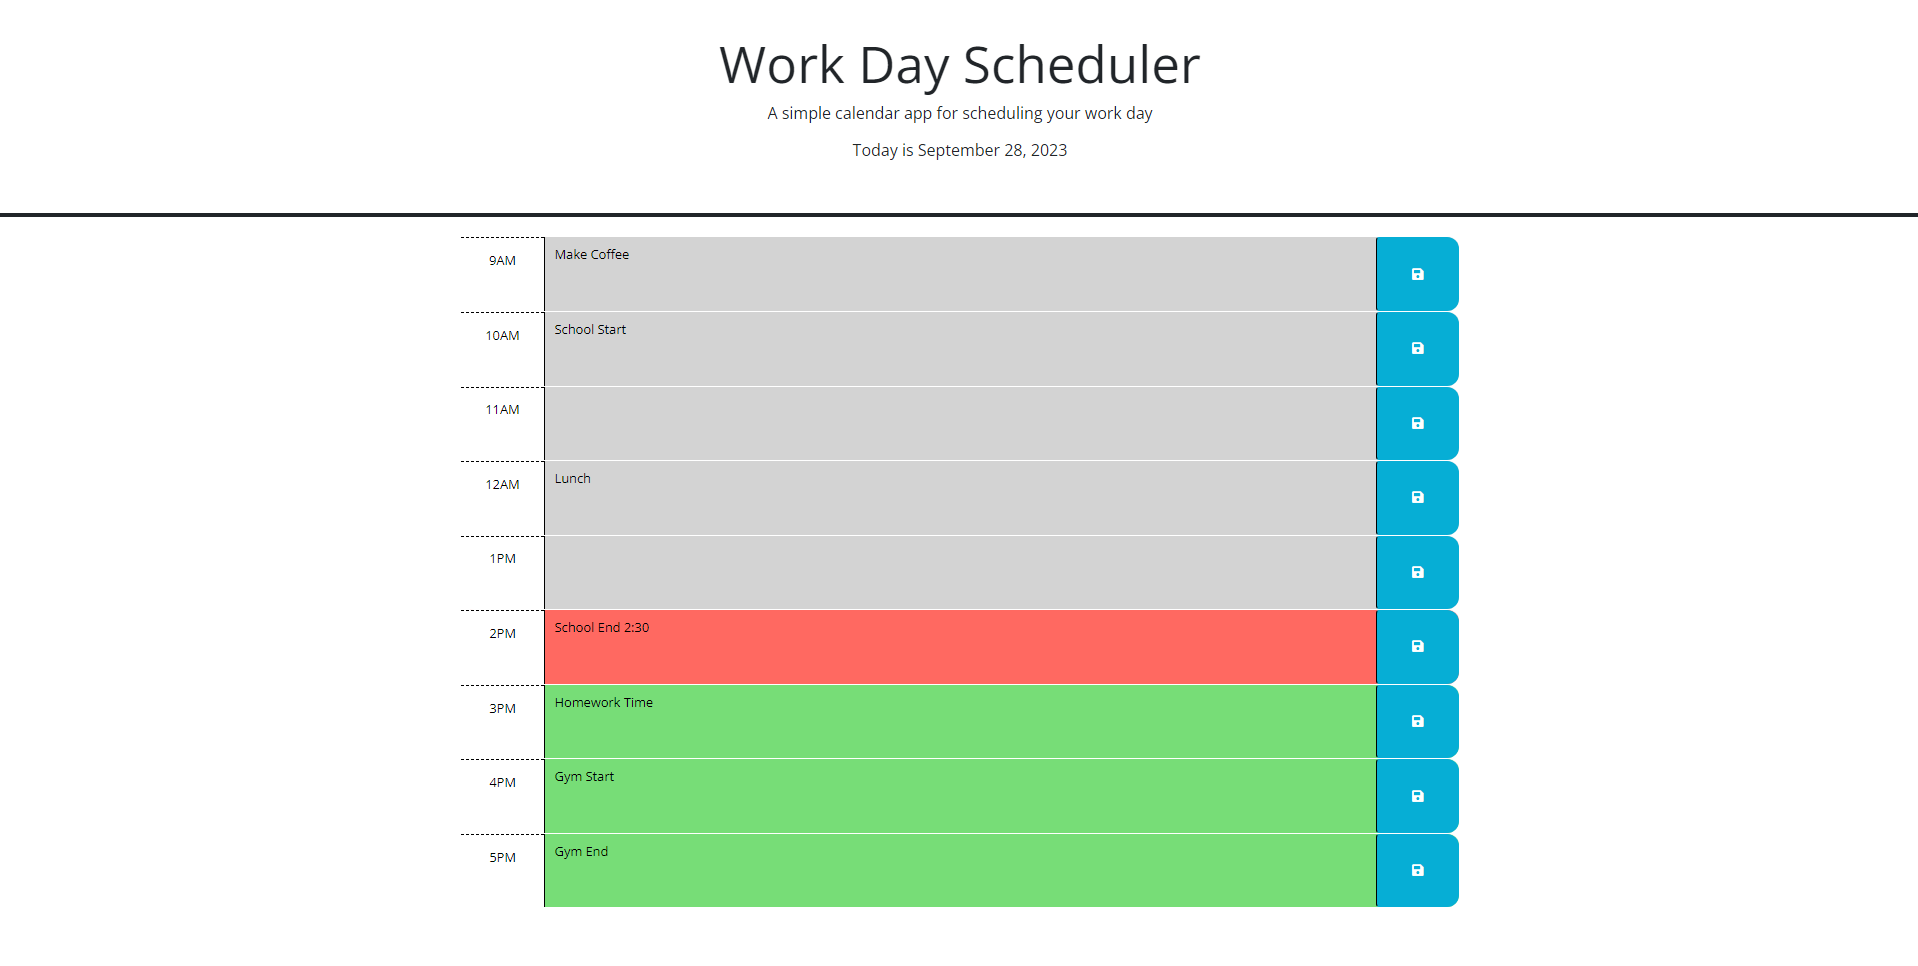 Work Day Scheduler
A simple calendar app for scheduling your work day
Today is September 28, 2023
9AM
Make Coffee
10AM
School Start
11AM
12AM
Lunch
1PM
2PM
School End 2:30
3PM
Homework Time
4PM
Gym Start
5PM
Gym End